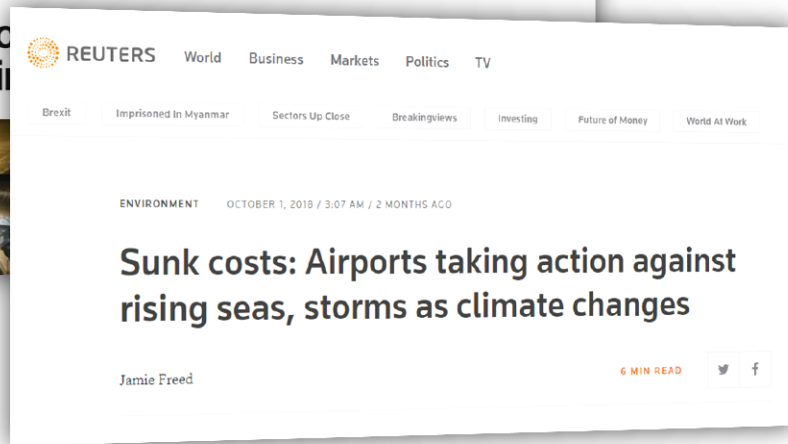 REUTERS World Business Markets Politics TV
Brexit Imprisoned In Myanmar Sectors Up Close Breakingviews Investing Future of Money World At Work
ENVIRONMENT OCTOBER 1, 2018 / 3:07 AM / 2 MONTHS AGO
Sunk costs: Airports taking action against
rising seas, storms as climate changes
Jamie Freed
6 MIN READ